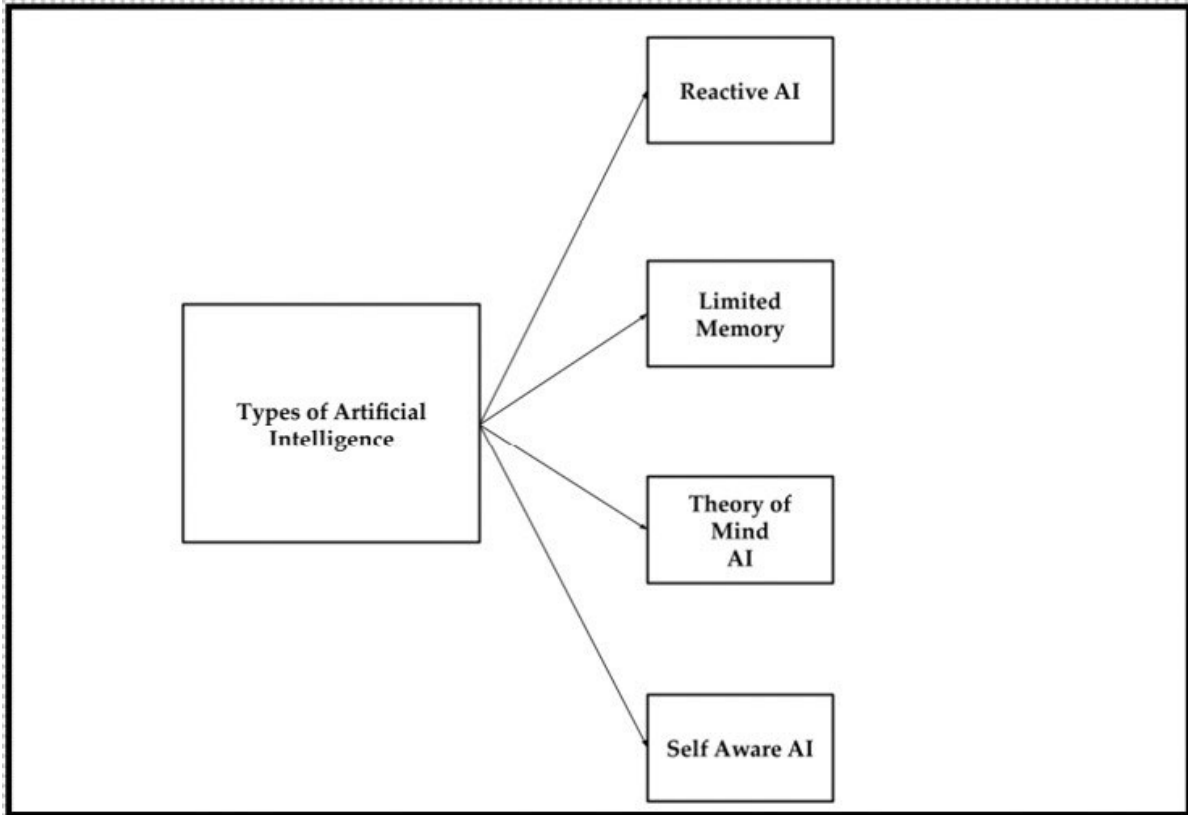 Reactive AI
Limited
Memory
Types of Artificial
Intelligence
Theory of
Mind
AI
Self Aware AI